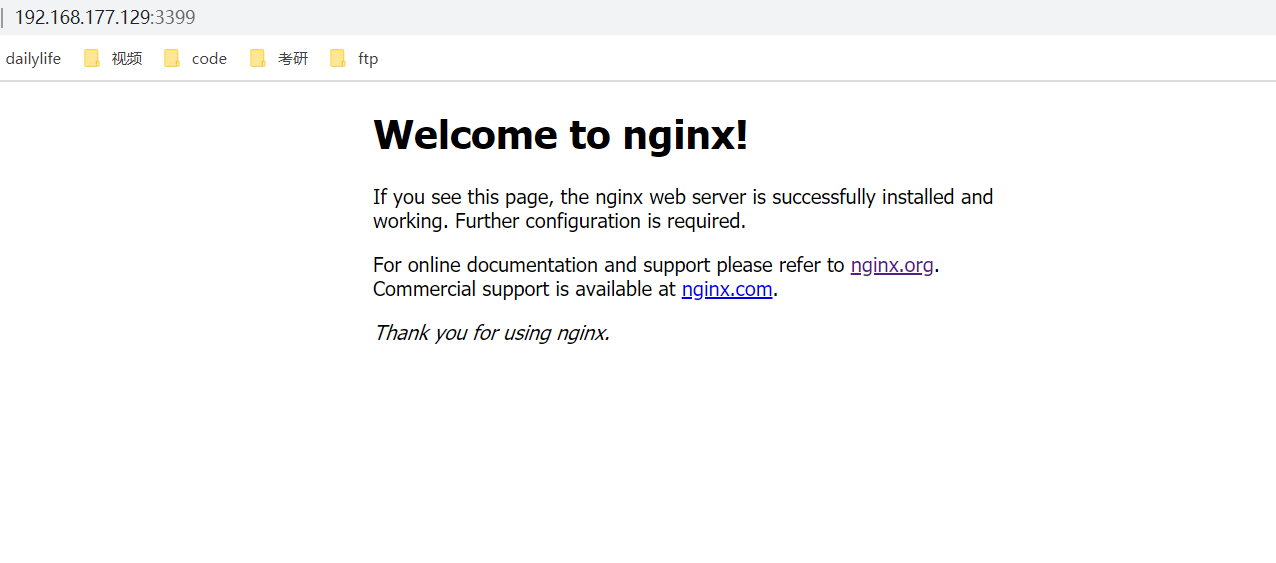 192.168.177.129:3399
dailylife 视频 code 考研 ftp
Welcome to nginx!
If you see this page, the nginx web server is successfully installed and
working. Further configuration is required.
For online documentation and support please refer to nginx.org.
Commercial support is available at nginx.com.
Thank you for using nginx.